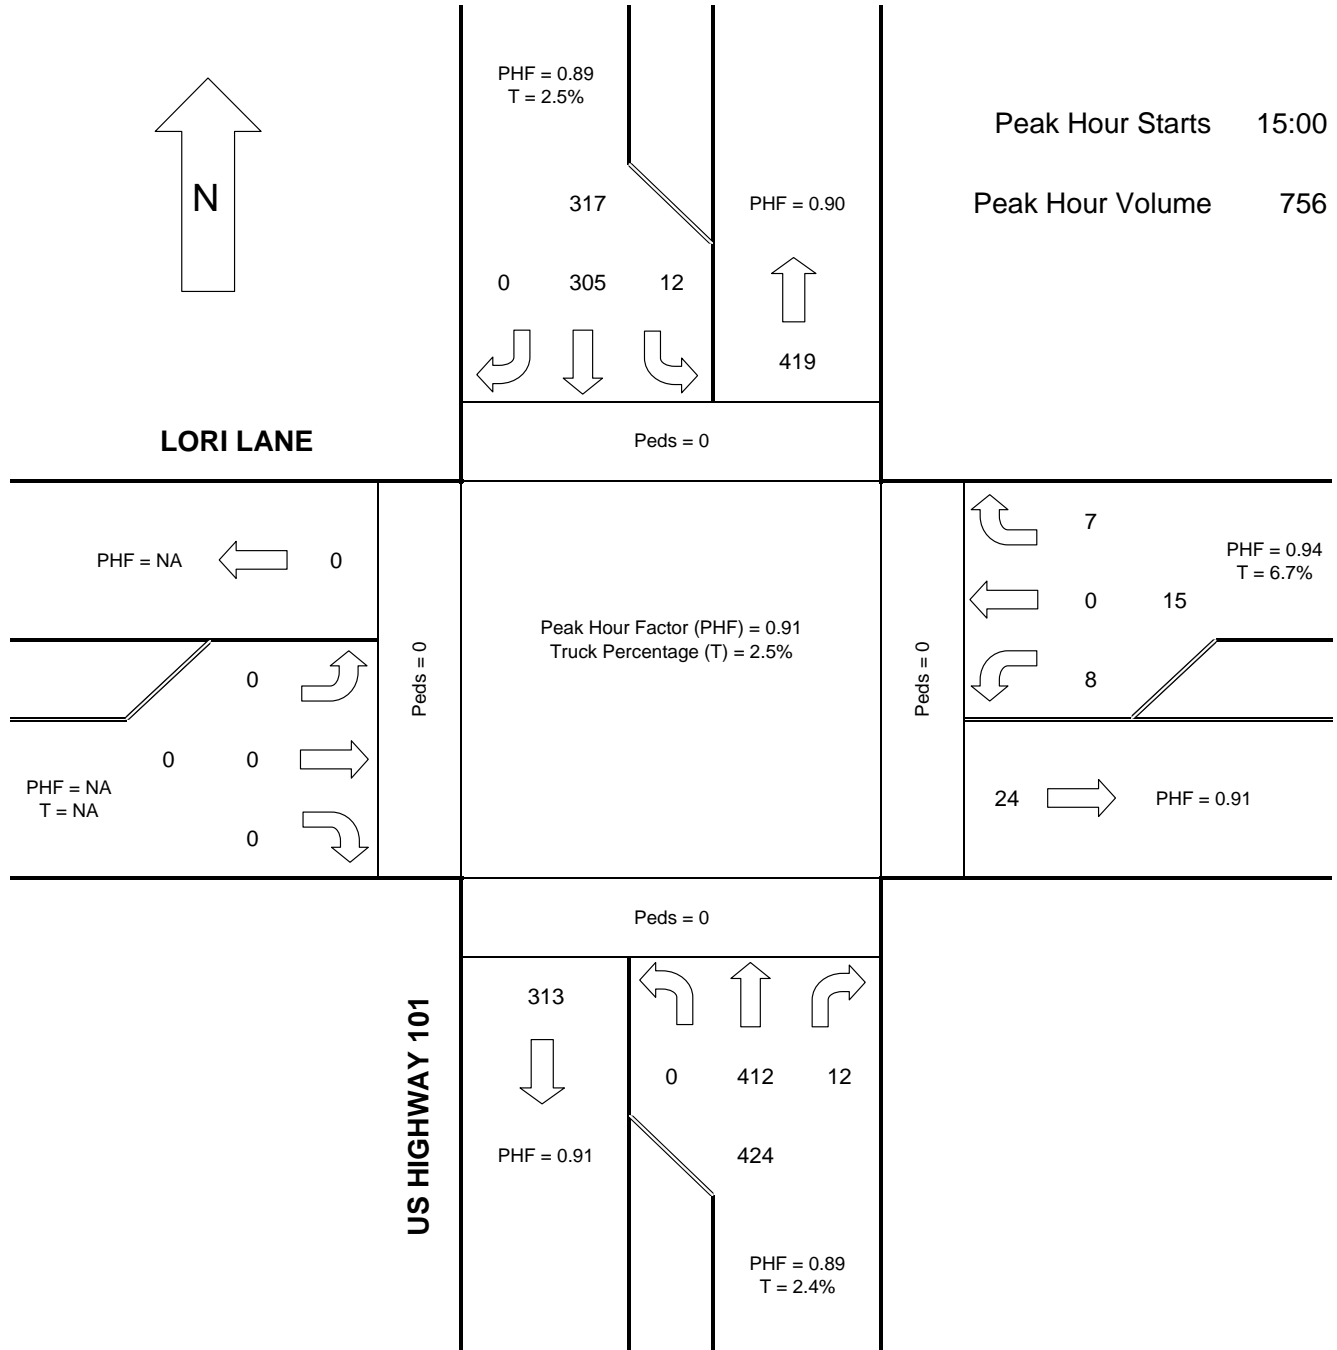 PHF = 0.89
T = 2.5%
Peak Hour Starts 15:00
N
317
PHF = 0.90
Peak Hour Volume 756
0 305 12
419
LORI LANE
Peds = 0
7
PHF = NA 0
PHF = 0.94
T = 6.7%
0 15
Peak Hour Factor (PHF) = 0.91
Truck Percentage (T) = 2.5%
Peds = 0
Peds = 0
0
8
0 0
PHF = NA
T = NA
24 PHF = 0.91
0
Peds = 0
313
US HIGHWAY 101
0 412 12
PHF = 0.91
424
PHF = 0.89
T = 2.4%